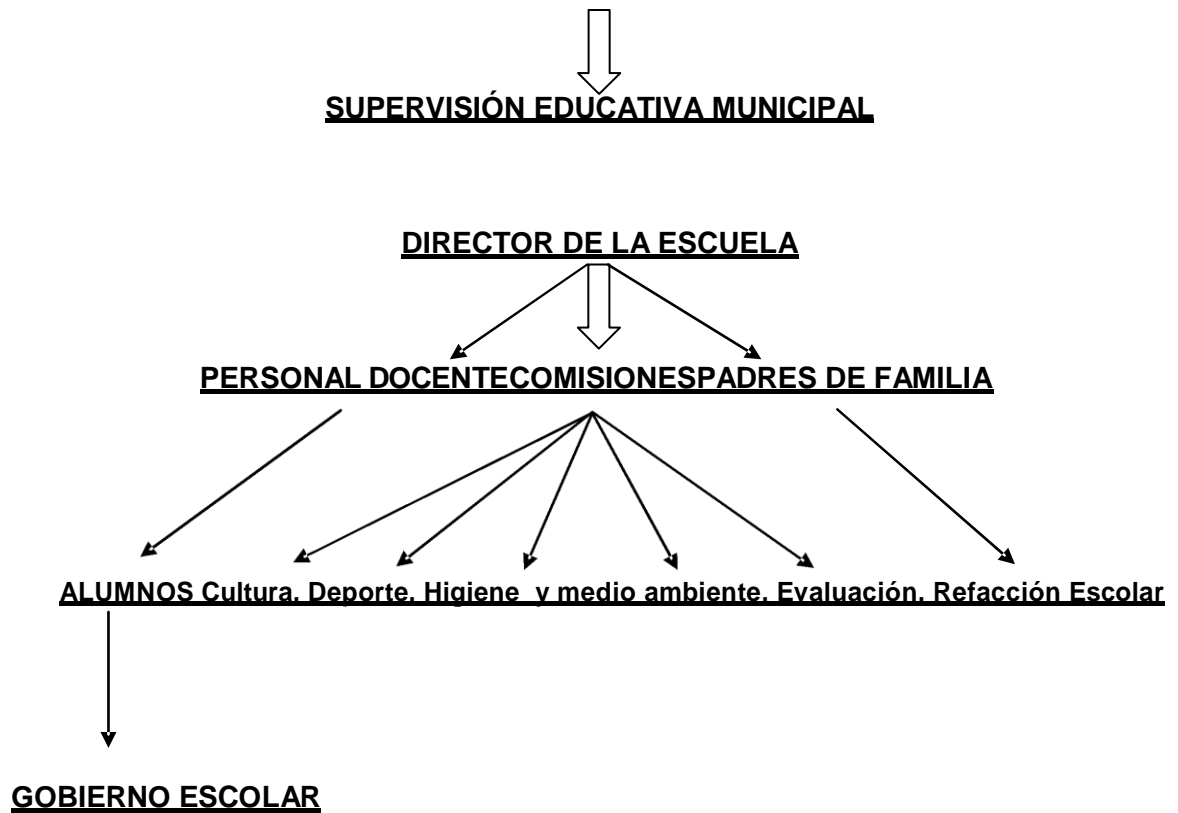 SUPERVISIÓN EDUCATIVA MUNICIPAL
DIRECTOR DE LA ESCUELA
PERSONAL DOCENTECOMISIONESPADRES DE FAMILIA
ALUMNOS Cultura, Deporte, Higiene  y medio ambiente, Evaluación, Refacción Escolar
GOBIERNO ESCOLAR